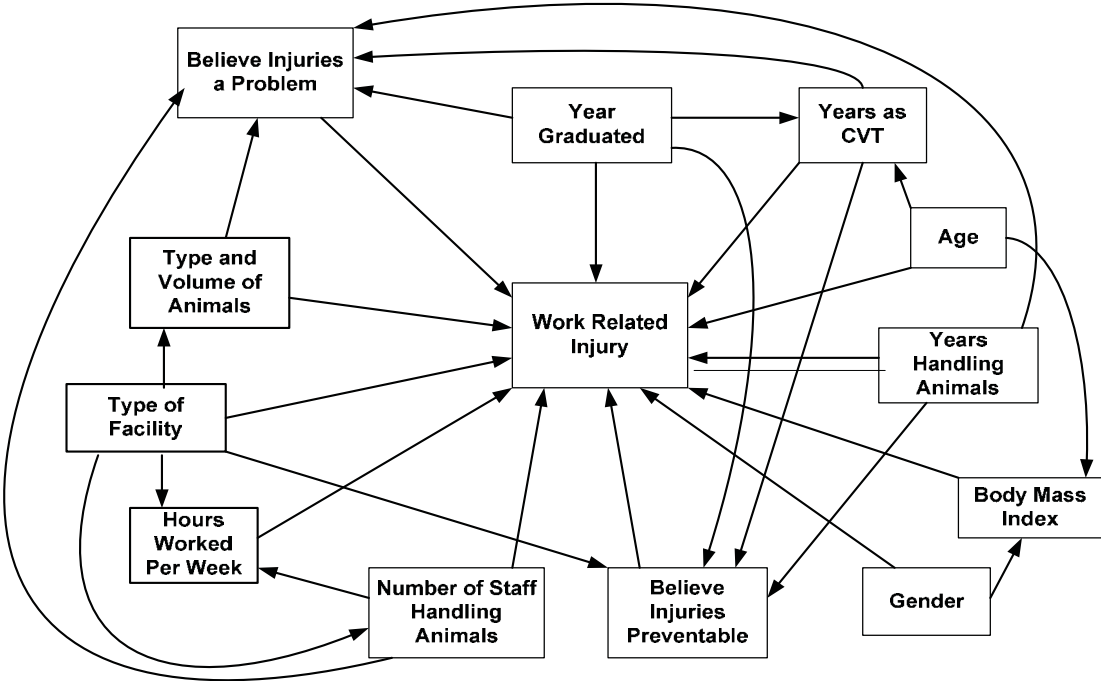 Believe Injuries
a Problem
Year
Graduated
Years as
CVT
Age
Type and
Volume of
Animals
Work Related
Injury
Years
Handling
Animals
Type of
Facility
Body Mass
Index
Hours
Worked
Per Week
Number of Staff
Handling
Animals
Believe
Injuries
Preventable
Gender